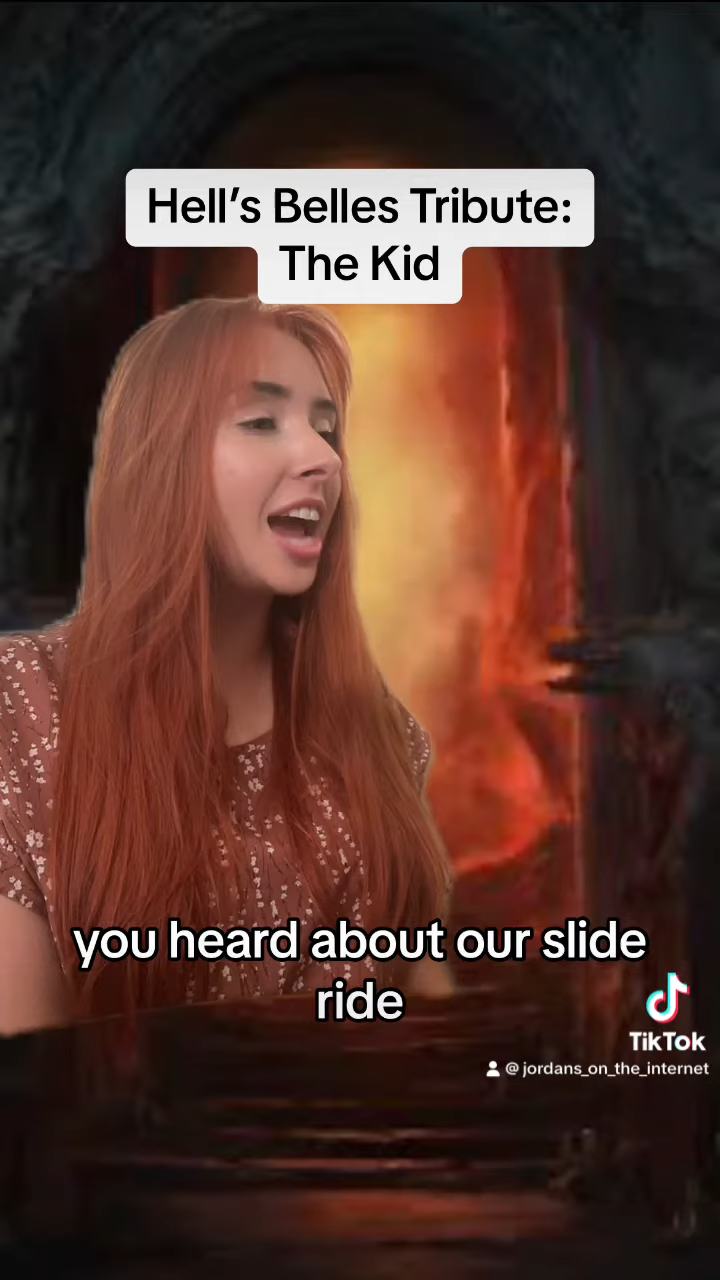 Hell’s Belles Tribute:
The Kid
you heard about our slide
ride
TikTok
@jordans_on_the_internet